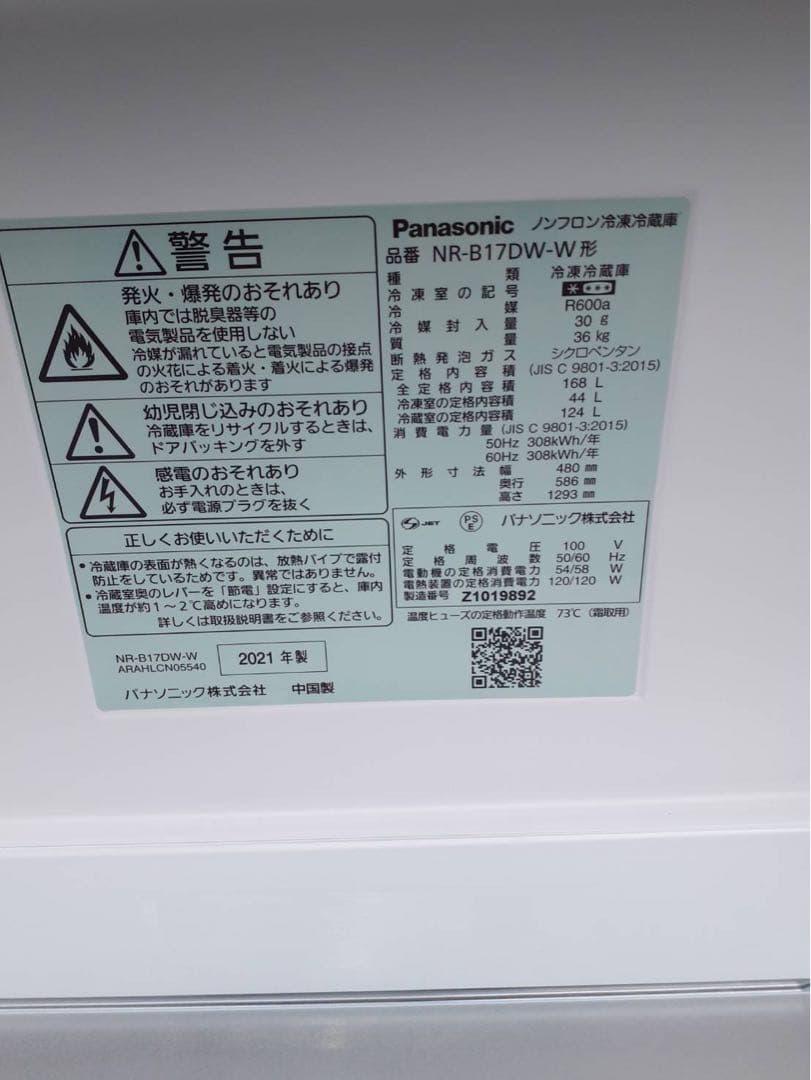 警告
発火・爆発のおそれあり
庫内では脱臭器等の
電気製品を使用しない
冷媒が漏れていると電気製品の接点
の火花による着火・着火による爆発
のおそれがあります
幼児閉じ込みのおそれあり
冷蔵庫をリサイクルするときは、
ドアパッキングを外す
感電のおそれあり
お手入れのときは、
必ず電源プラグを抜く
正しくお使いいただくために
・冷蔵庫の表面が熱くなるのは、放熱パイプで露付
防止をしているためです。異常ではありません。
・冷蔵室奥のレバーを「節電」設定にすると、庫内
温度が約1~2℃高めになります。
詳しくは取扱説明書をご参照ください。
NR-B17DW-W
ARAHLCN05540
2021年製
パナソニック株式会社 中国製
Panasonic ノンフロン冷凍冷蔵庫
品番 NR-B17DW-W形
種類 冷凍冷蔵庫
冷凍室の記号
冷媒 R600a
冷媒封入量 30 g
質量 36 kg
断熱発泡ガス シクロペンタン
定格内容積 (JIS C 9801-3:2015)
全定格内容積 168 L
冷凍室の定格内容積 44 L
冷蔵室の定格内容積 124 L
消費電力量 (JIS C 9801-3:2015)
50Hz 308kWh/年
60Hz 308kWh/年
外形寸法 幅 480 mm
奥行 586 mm
高さ 1293 mm
JET PSE パナソニック株式会社
定格電圧 100 V
定格周波数 50/60 Hz
電動機の定格消費電力 54/58 W
電熱装置の定格消費電力 120/120 W
製造番号 Z1019892
温度ヒューズの定格動作温度 73℃(霜取用)